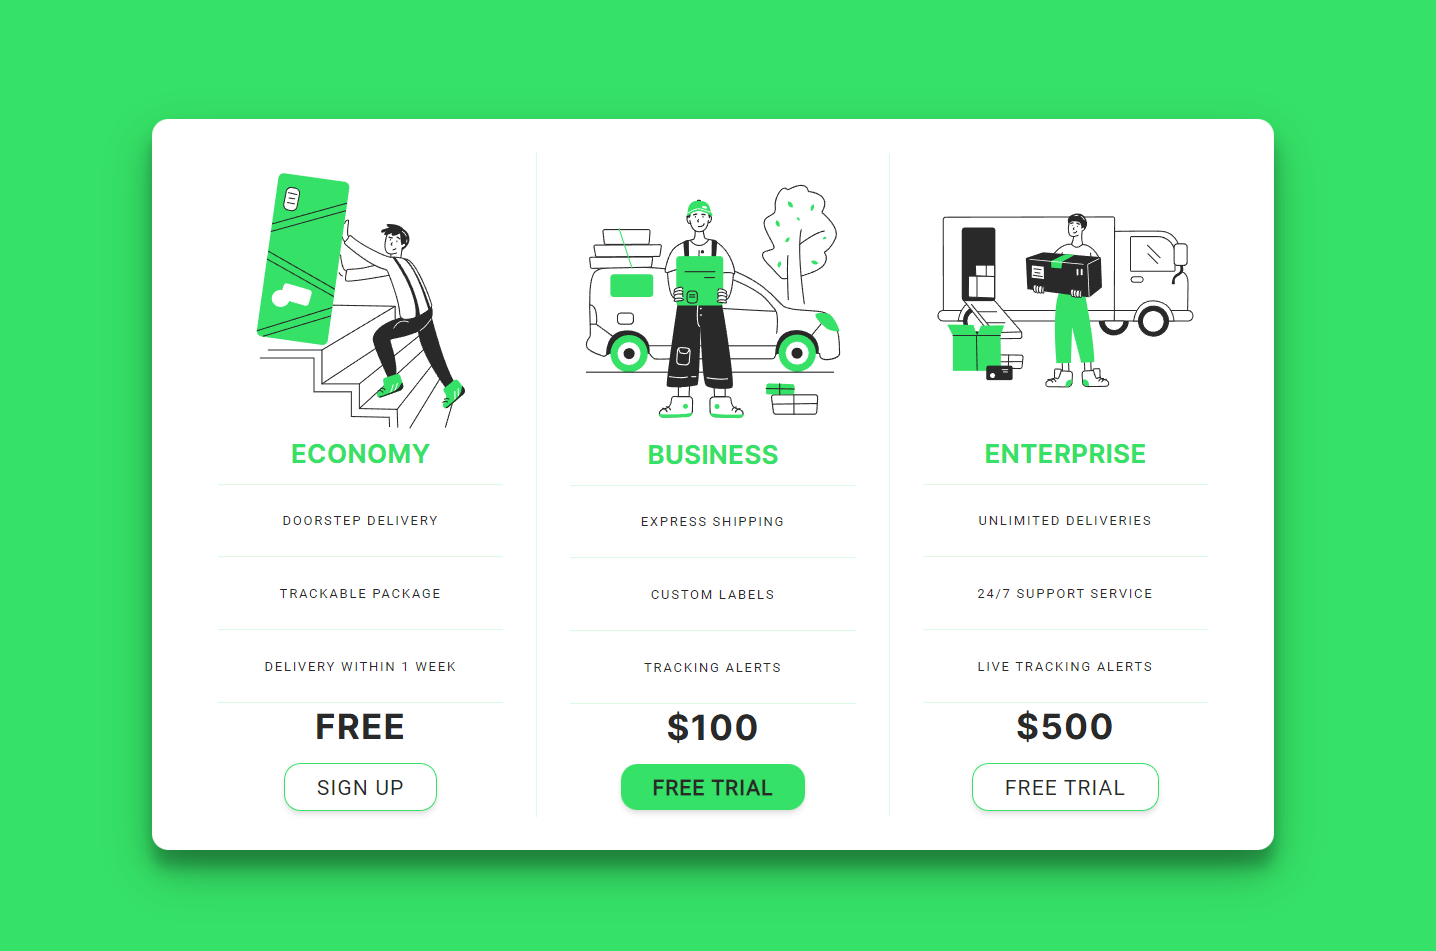 ECONOMY
DOORSTEP DELIVERY
TRACKABLE PACKAGE
DELIVERY WITHIN 1 WEEK
FREE
SIGN UP
BUSINESS
EXPRESS SHIPPING
CUSTOM LABELS
TRACKING ALERTS
$100
FREE TRIAL
ENTERPRISE
UNLIMITED DELIVERIES
24/7 SUPPORT SERVICE
LIVE TRACKING ALERTS
$500
FREE TRIAL